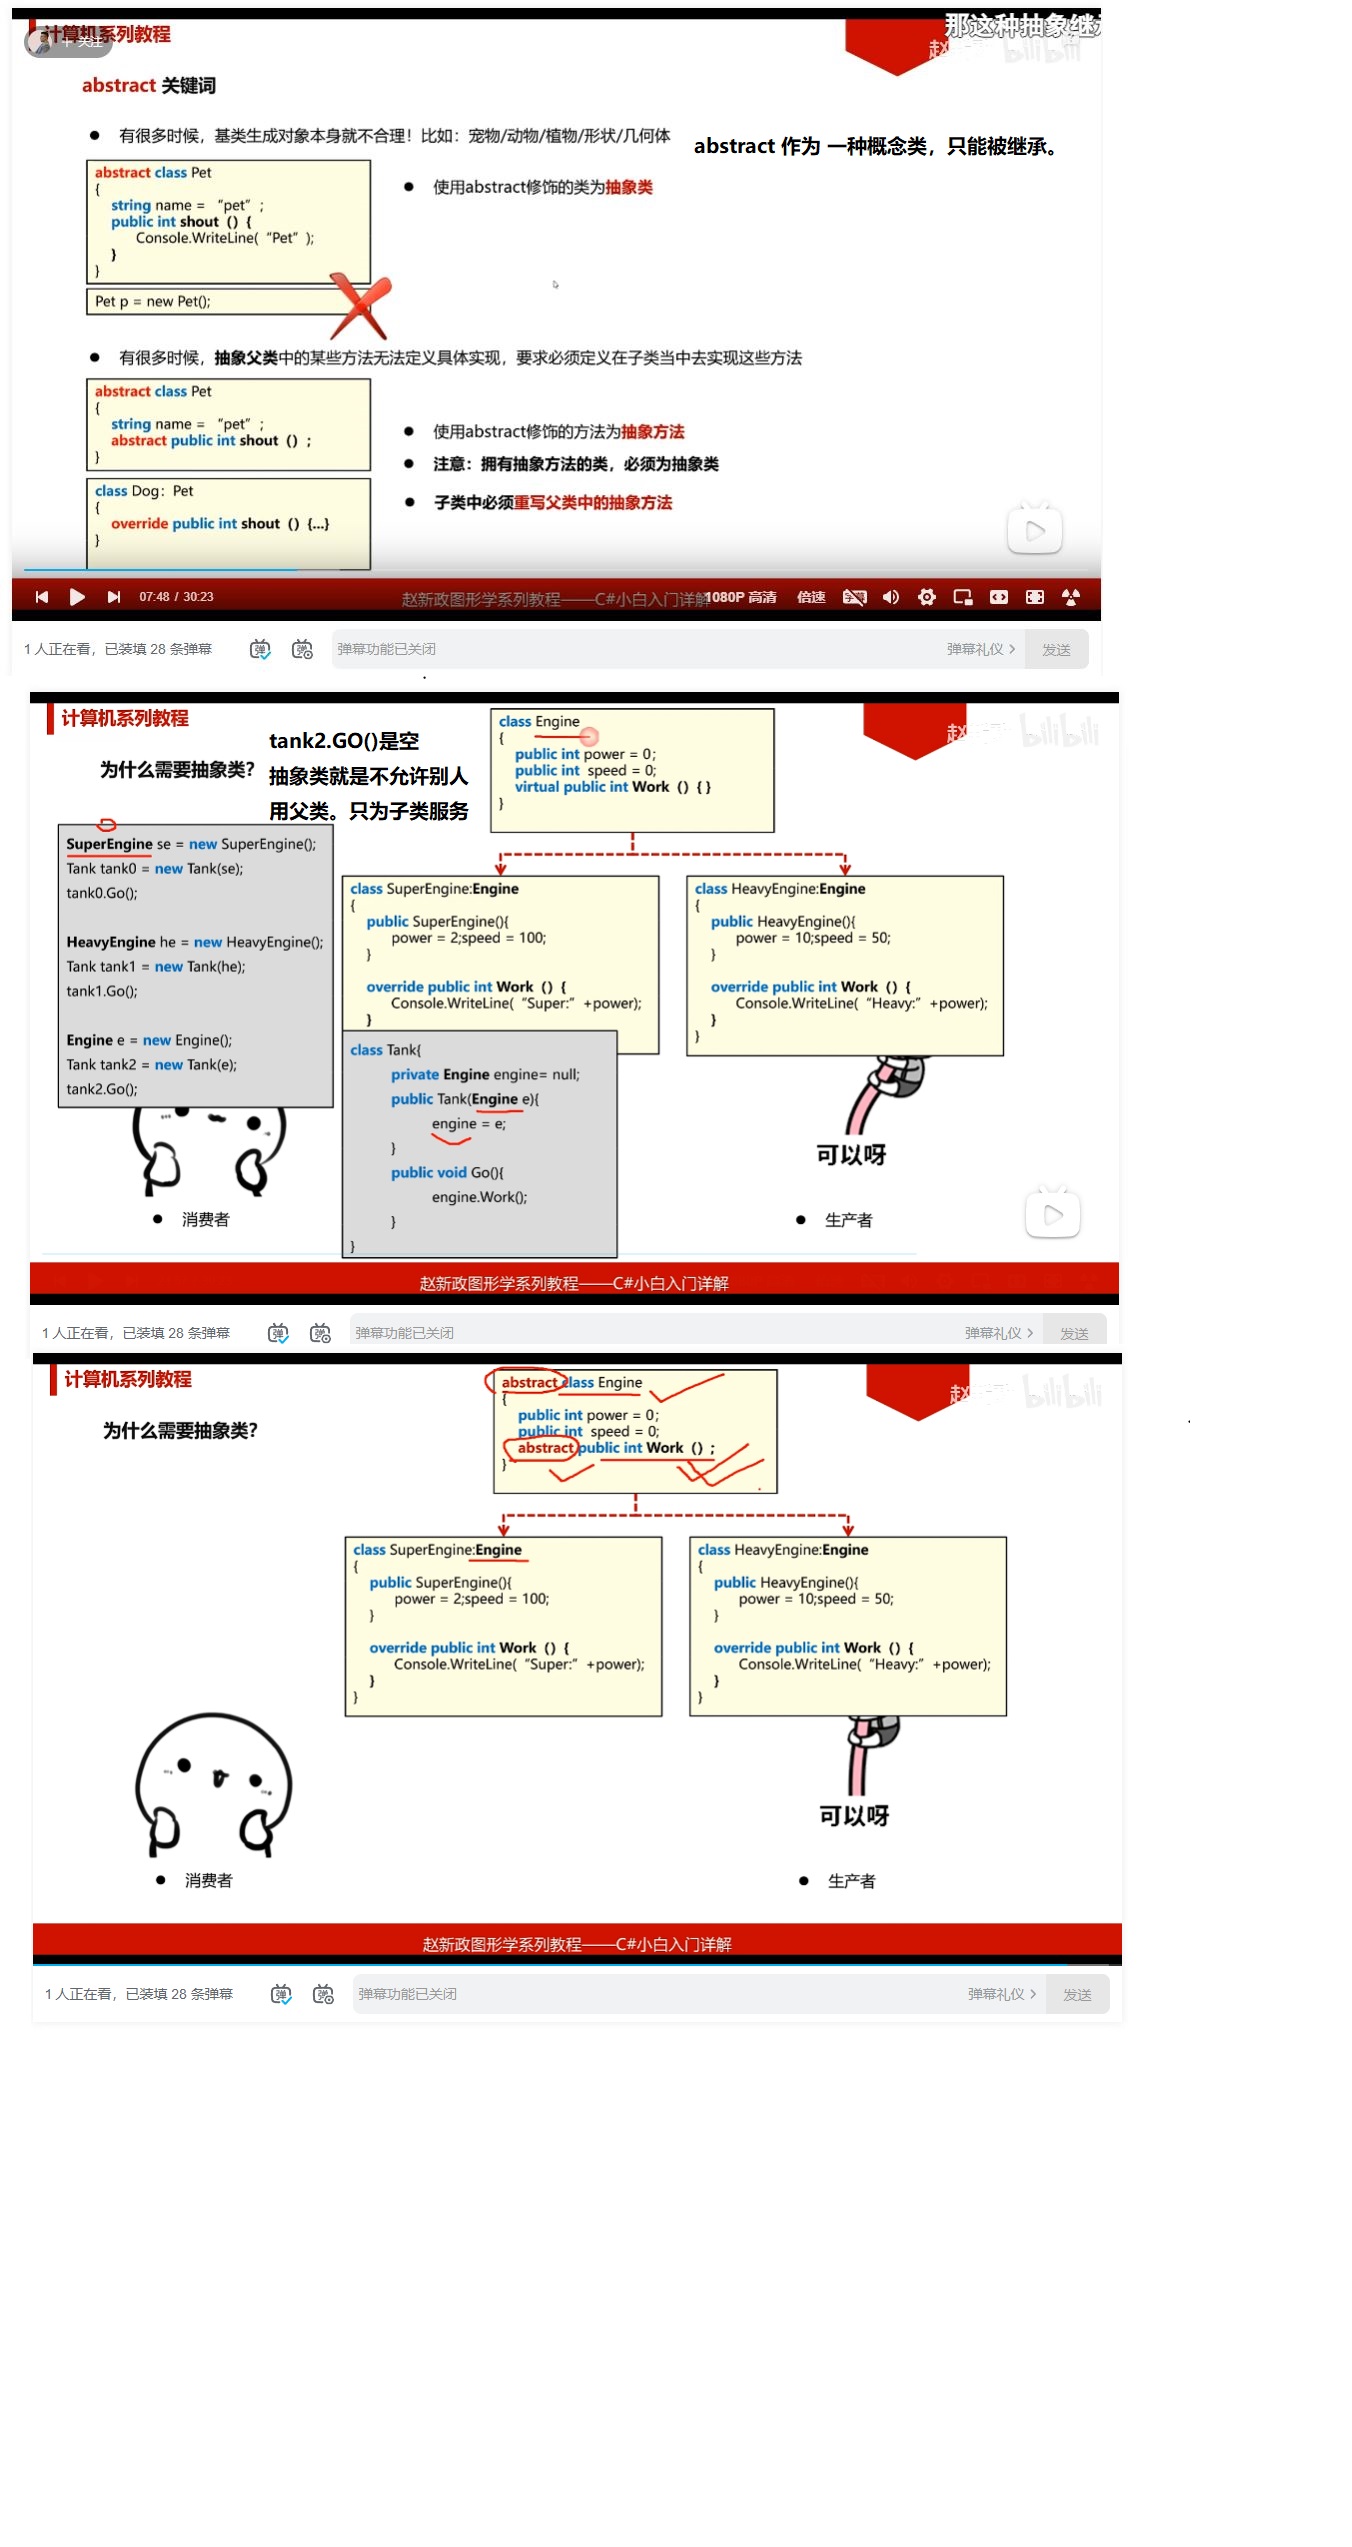 计算机系列教程
+ 关注
那这种抽象继
赵
bilibili
abstract 关键词
● 有很多时候，基类生成对象本身就不合理！比如：宠物/动物/植物/形状/几何体
abstract 作为 一种概念类，只能被继承。
abstract class Pet
{
string name = “pet” ;
public int shout () {
Console.WriteLine( “Pet” );
}
}
● 使用abstract修饰的类为抽象类
Pet p = new Pet();
● 有很多时候，抽象父类中的某些方法无法定义具体实现，要求必须定义在子类当中去实现这些方法
abstract class Pet
{
string name = “pet” ;
abstract public int shout () ;
}
● 使用abstract修饰的方法为抽象方法
● 注意：拥有抽象方法的类，必须为抽象类
class Dog：Pet
{
override public int shout () {...}
}
● 子类中必须重写父类中的抽象方法
07:48 / 30:23
赵新政图形学系列教程——C#小白入门详解
1080P 高清
倍速
字幕
1 人正在看，已装填 28 条弹幕
弹
弹
弹幕功能已关闭
弹幕礼仪 >
发送
计算机系列教程
为什么需要抽象类？
tank2.GO()是空
抽象类就是不允许别人
用父类。只为子类服务
class Engine
{
public int power = 0;
public int speed = 0;
virtual public int Work () { }
}
赵
bilibili
SuperEngine se = new SuperEngine();
Tank tank0 = new Tank(se);
tank0.Go();
HeavyEngine he = new HeavyEngine();
Tank tank1 = new Tank(he);
tank1.Go();
Engine e = new Engine();
Tank tank2 = new Tank(e);
tank2.Go();
class SuperEngine:Engine
{
public SuperEngine(){
power = 2;speed = 100;
}
override public int Work () {
Console.WriteLine( “Super:” +power);
}
class HeavyEngine:Engine
{
public HeavyEngine(){
power = 10;speed = 50;
}
override public int Work () {
Console.WriteLine( “Heavy:” +power);
}
}
class Tank{
private Engine engine= null;
public Tank(Engine e){
engine = e;
}
public void Go(){
engine.Work();
}
}
可以呀
● 消费者
● 生产者
赵新政图形学系列教程——C#小白入门详解
1 人正在看，已装填 28 条弹幕
弹
弹
弹幕功能已关闭
弹幕礼仪 >
发送
计算机系列教程
为什么需要抽象类？
abstract class Engine
{
public int power = 0;
public int speed = 0;
abstract public int Work () ;
}
赵
bilibili
class SuperEngine:Engine
{
public SuperEngine(){
power = 2;speed = 100;
}
override public int Work () {
Console.WriteLine( “Super:” +power);
}
}
class HeavyEngine:Engine
{
public HeavyEngine(){
power = 10;speed = 50;
}
override public int Work () {
Console.WriteLine( “Heavy:” +power);
}
}
可以呀
● 消费者
● 生产者
赵新政图形学系列教程——C#小白入门详解
1 人正在看，已装填 28 条弹幕
弹
弹
弹幕功能已关闭
弹幕礼仪 >
发送